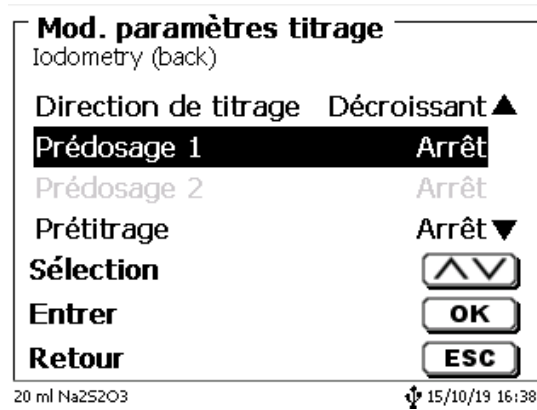 Mod. paramètres titrage
Iodometry (back)
Direction de titrage Décroissant▲
Prédosage 1 Arrêt
Prédosage 2 Arrêt
Prétitrage Arrêt▼
Sélection
Entrer OK
Retour ESC
20 ml Na2S2O3 15/10/19 16:38